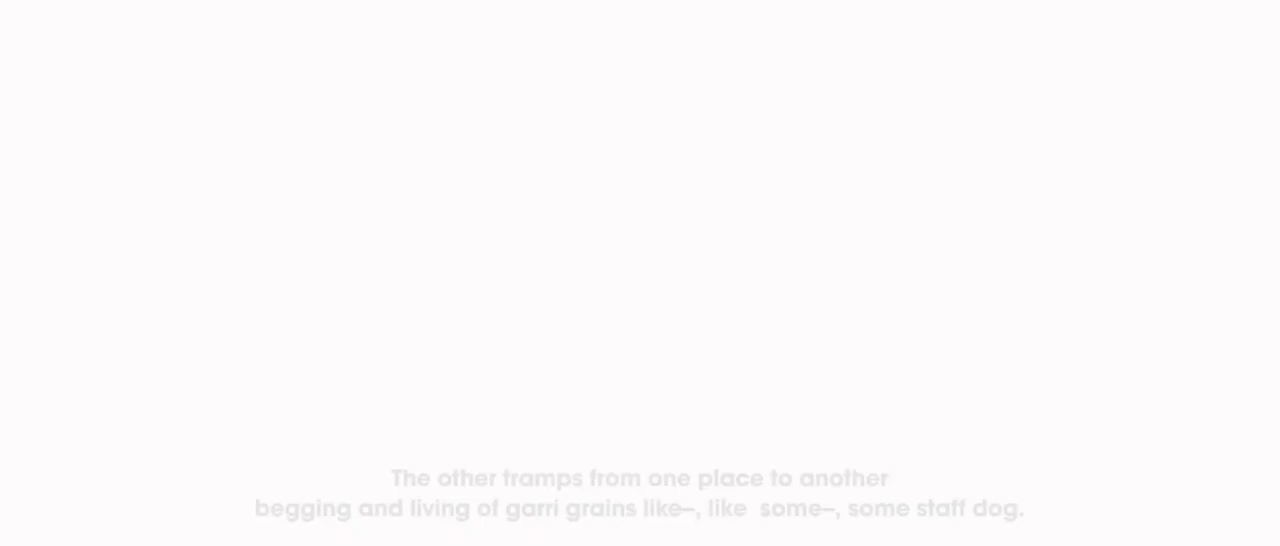 The other tramps from one place to another
begging and living of garri grains like–, like  some–, some staff dog.